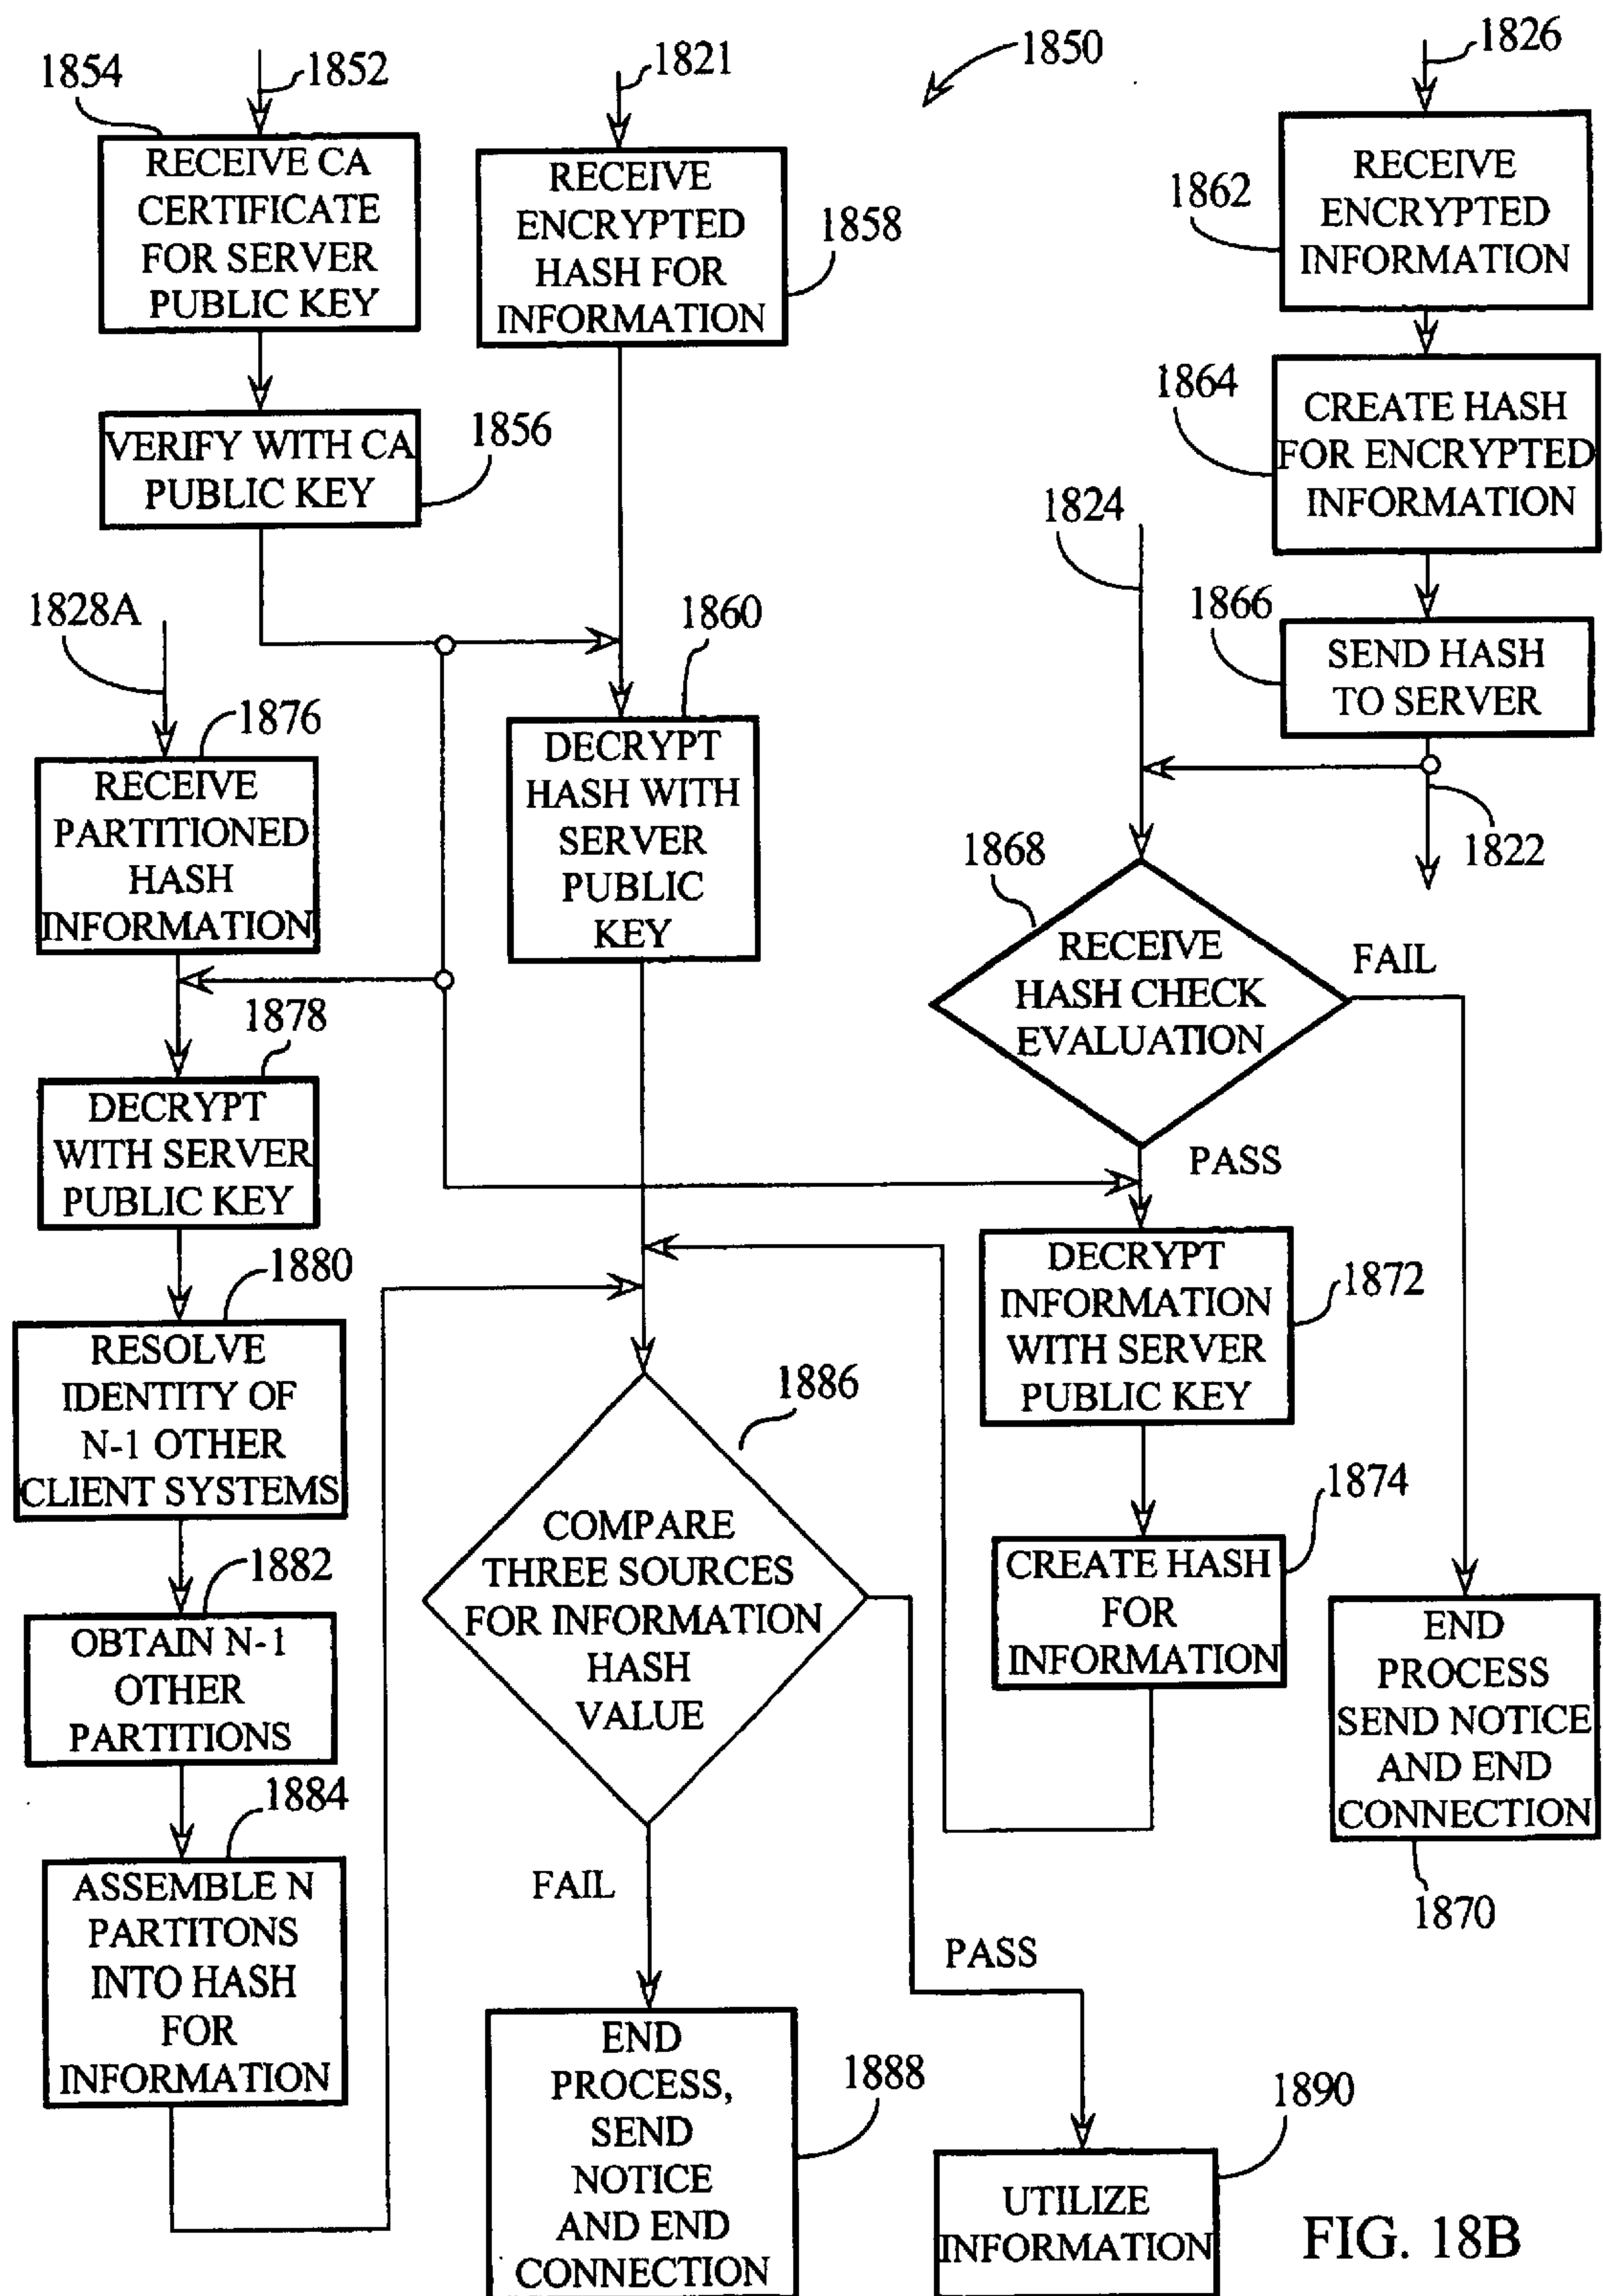 1854
1852
1821
1850
1826
RECEIVE CA
CERTIFICATE
FOR SERVER
PUBLIC KEY
RECEIVE
ENCRYPTED
HASH FOR
INFORMATION
1858
1862
RECEIVE
ENCRYPTED
INFORMATION
VERIFY WITH CA
PUBLIC KEY
1856
1864
CREATE HASH
FOR ENCRYPTED
INFORMATION
1824
1828A
1860
1866
SEND HASH
TO SERVER
1822
1876
RECEIVE
PARTITIONED
HASH
INFORMATION
DECRYPT
HASH WITH
SERVER
PUBLIC
KEY
1868
RECEIVE
HASH CHECK
EVALUATION
FAIL
PASS
1878
DECRYPT
WITH SERVER
PUBLIC KEY
1880
RESOLVE
IDENTITY OF
N-1 OTHER
CLIENT SYSTEMS
DECRYPT
INFORMATION
WITH SERVER
PUBLIC KEY
1872
1886
COMPARE
THREE SOURCES
FOR INFORMATION
HASH
VALUE
1874
CREATE HASH
FOR
INFORMATION
1882
OBTAIN N-1
OTHER
PARTITIONS
END
PROCESS
SEND NOTICE
AND END
CONNECTION
1870
1884
ASSEMBLE N
PARTITONS
INTO HASH
FOR
INFORMATION
FAIL
PASS
END
PROCESS,
SEND
NOTICE
AND END
CONNECTION
1888
1890
UTILIZE
INFORMATION
FIG. 18B